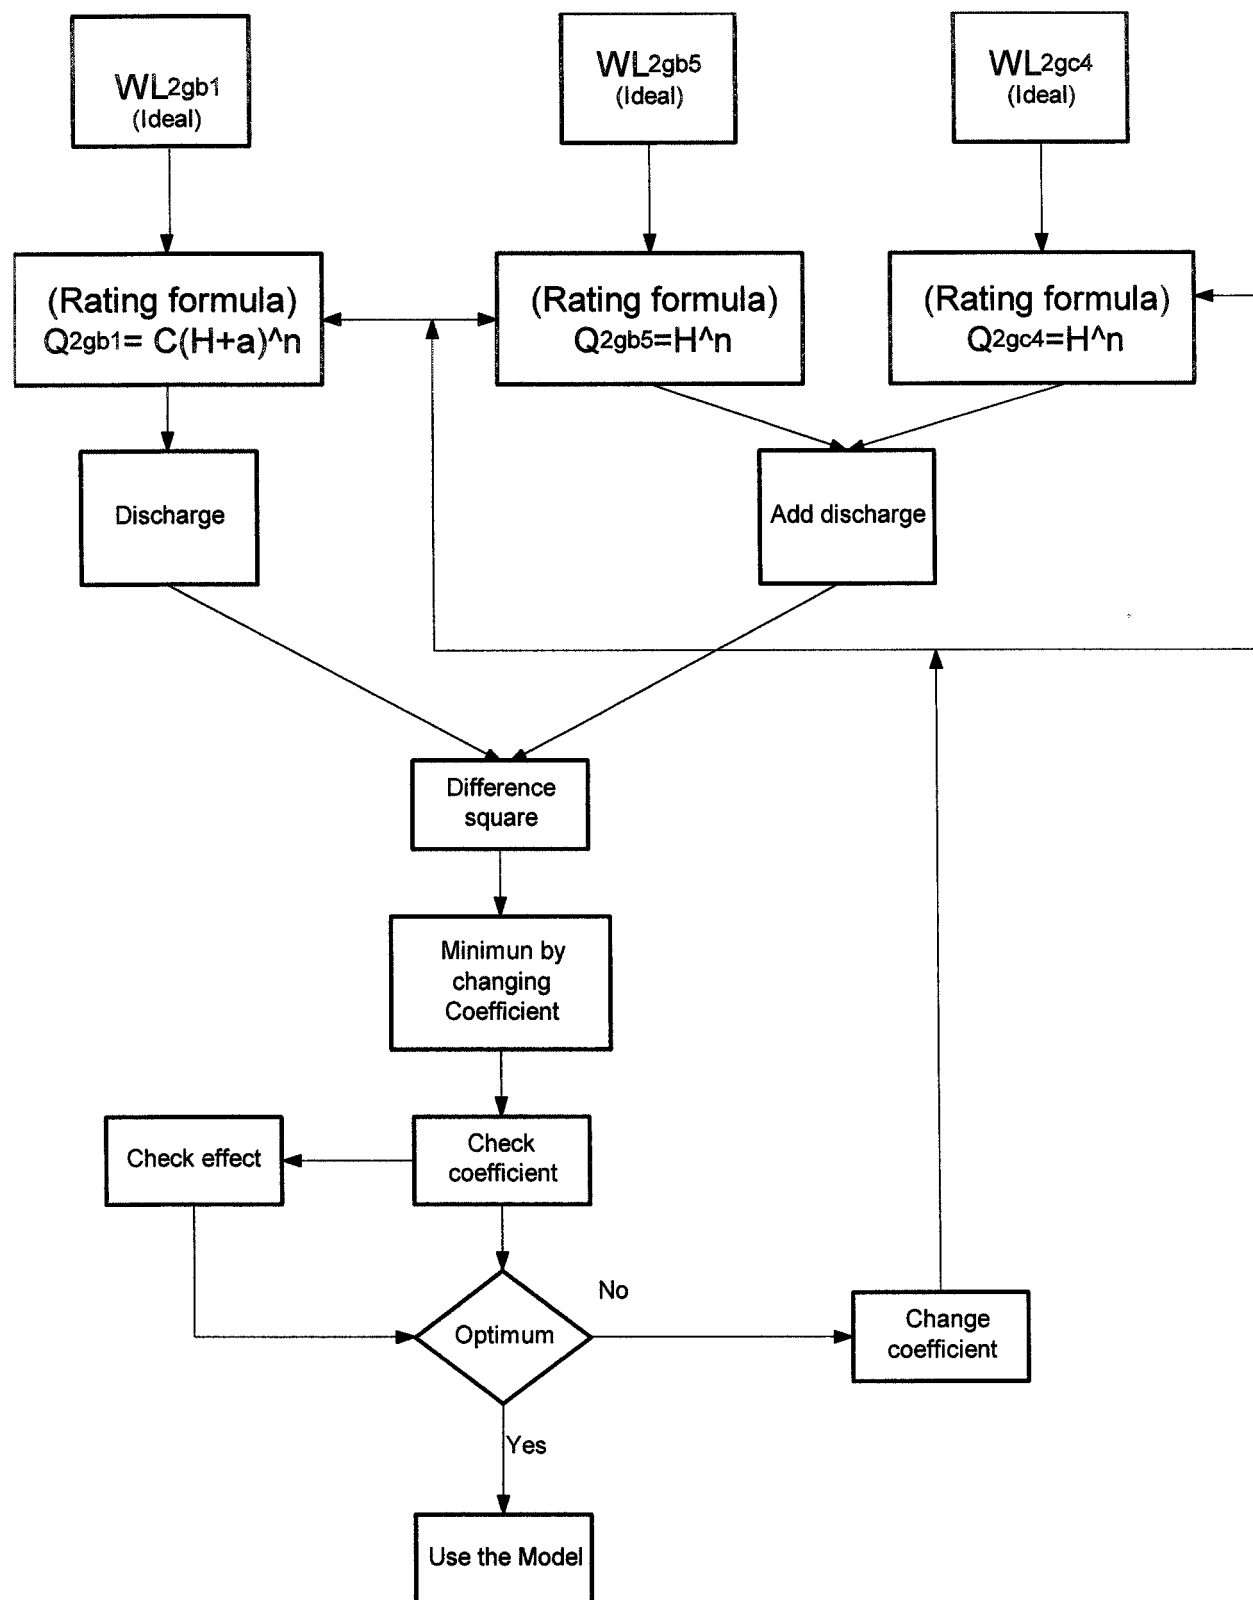 WL2gb1
(Ideal)
WL2gb5
(Ideal)
WL2gc4
(Ideal)
(Rating formula)
Q2gb1= C(H+a)^n
(Rating formula)
Q2gb5=H^n
(Rating formula)
Q2gc4=H^n
Discharge
Add discharge
Difference
square
Minimun by
changing
Coefficient
Check effect
Check
coefficient
No
Optimum
Change
coefficient
Yes
Use the Model